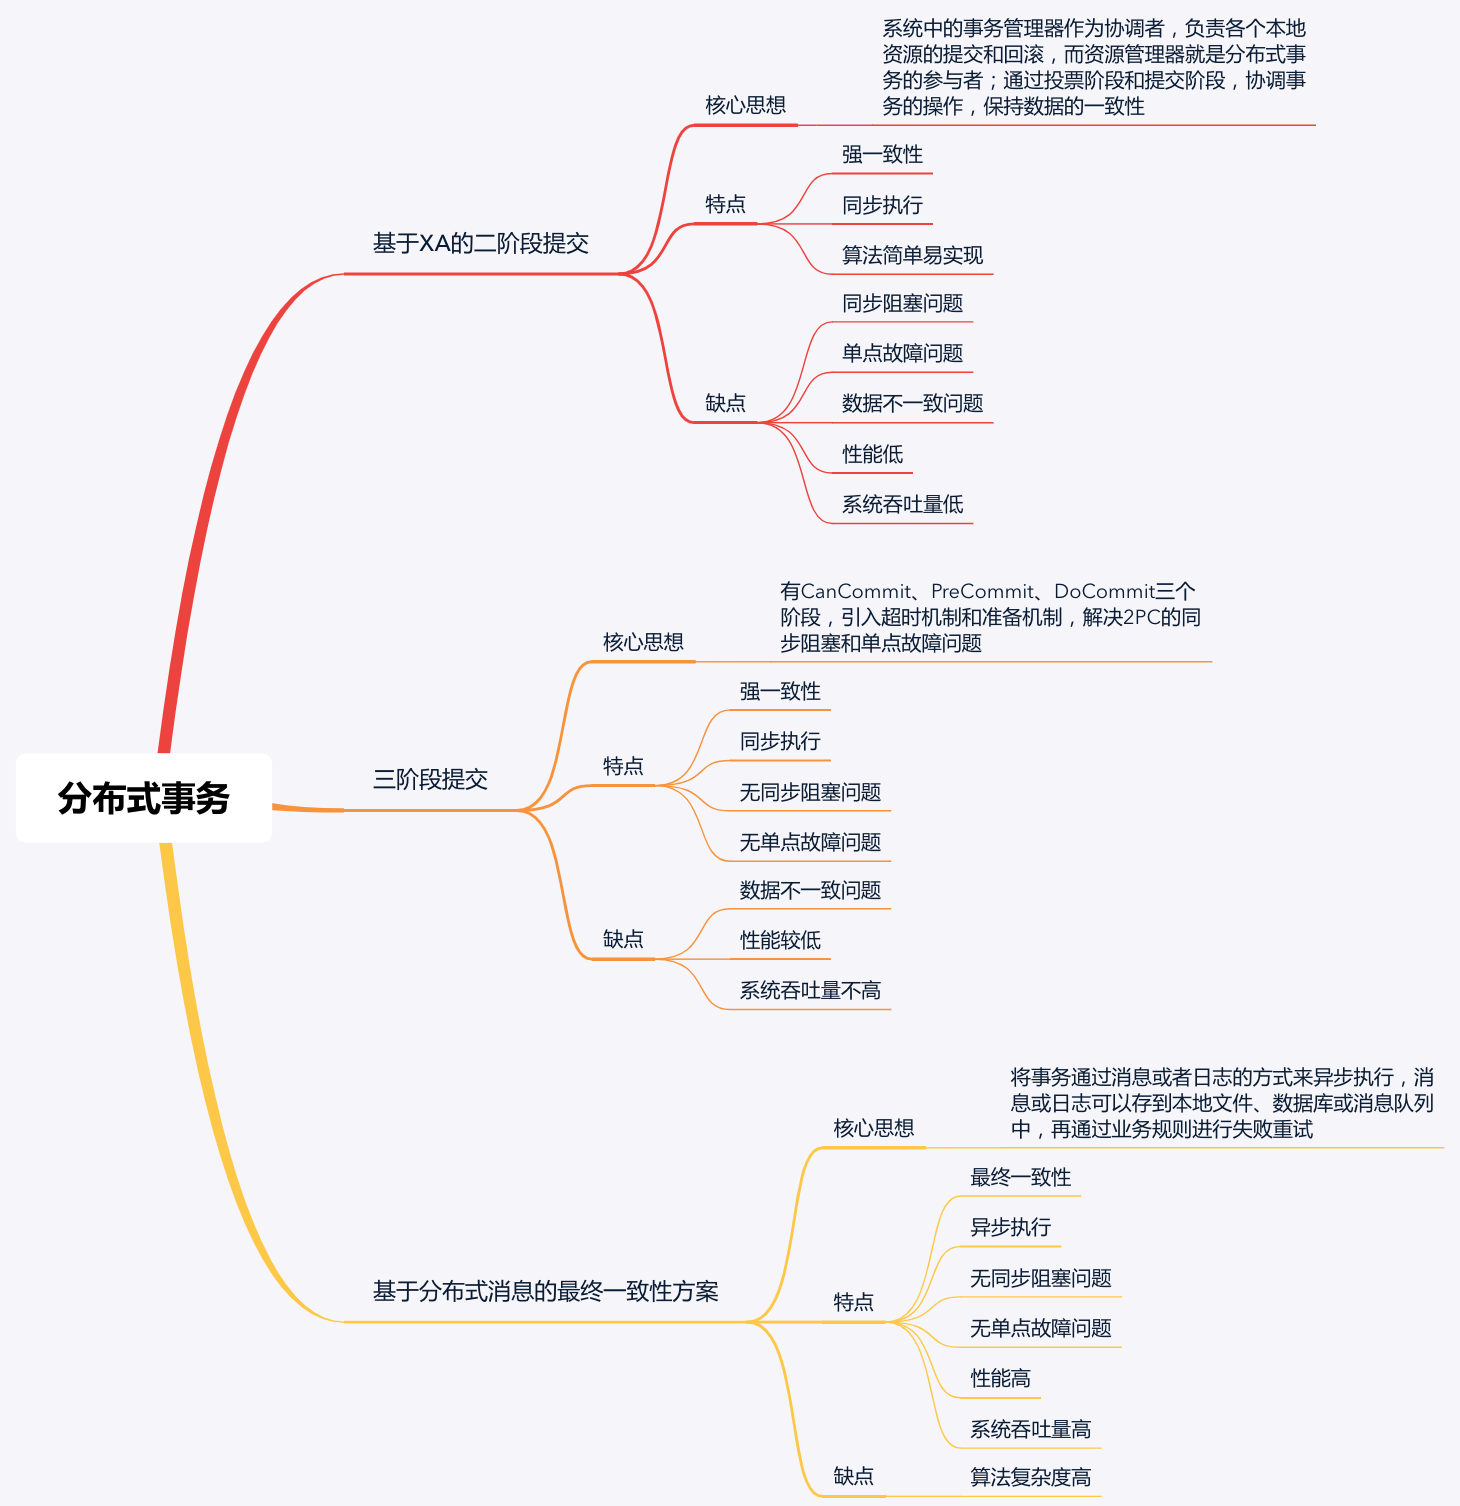 分布式事务
基于XA的二阶段提交
核心思想
系统中的事务管理器作为协调者，负责各个本地
资源的提交和回滚，而资源管理器就是分布式事
务的参与者；通过投票阶段和提交阶段，协调事
务的操作，保持数据的一致性
特点
强一致性
同步执行
算法简单易实现
缺点
同步阻塞问题
单点故障问题
数据不一致问题
性能低
系统吞吐量低
三阶段提交
核心思想
有CanCommit、PreCommit、DoCommit三个
阶段，引入超时机制和准备机制，解决2PC的同
步阻塞和单点故障问题
特点
强一致性
同步执行
无同步阻塞问题
无单点故障问题
缺点
数据不一致问题
性能较低
系统吞吐量不高
基于分布式消息的最终一致性方案
核心思想
将事务通过消息或者日志的方式来异步执行，消
息或日志可以存到本地文件、数据库或消息队列
中，再通过业务规则进行失败重试
特点
最终一致性
异步执行
无同步阻塞问题
无单点故障问题
性能高
系统吞吐量高
缺点
算法复杂度高